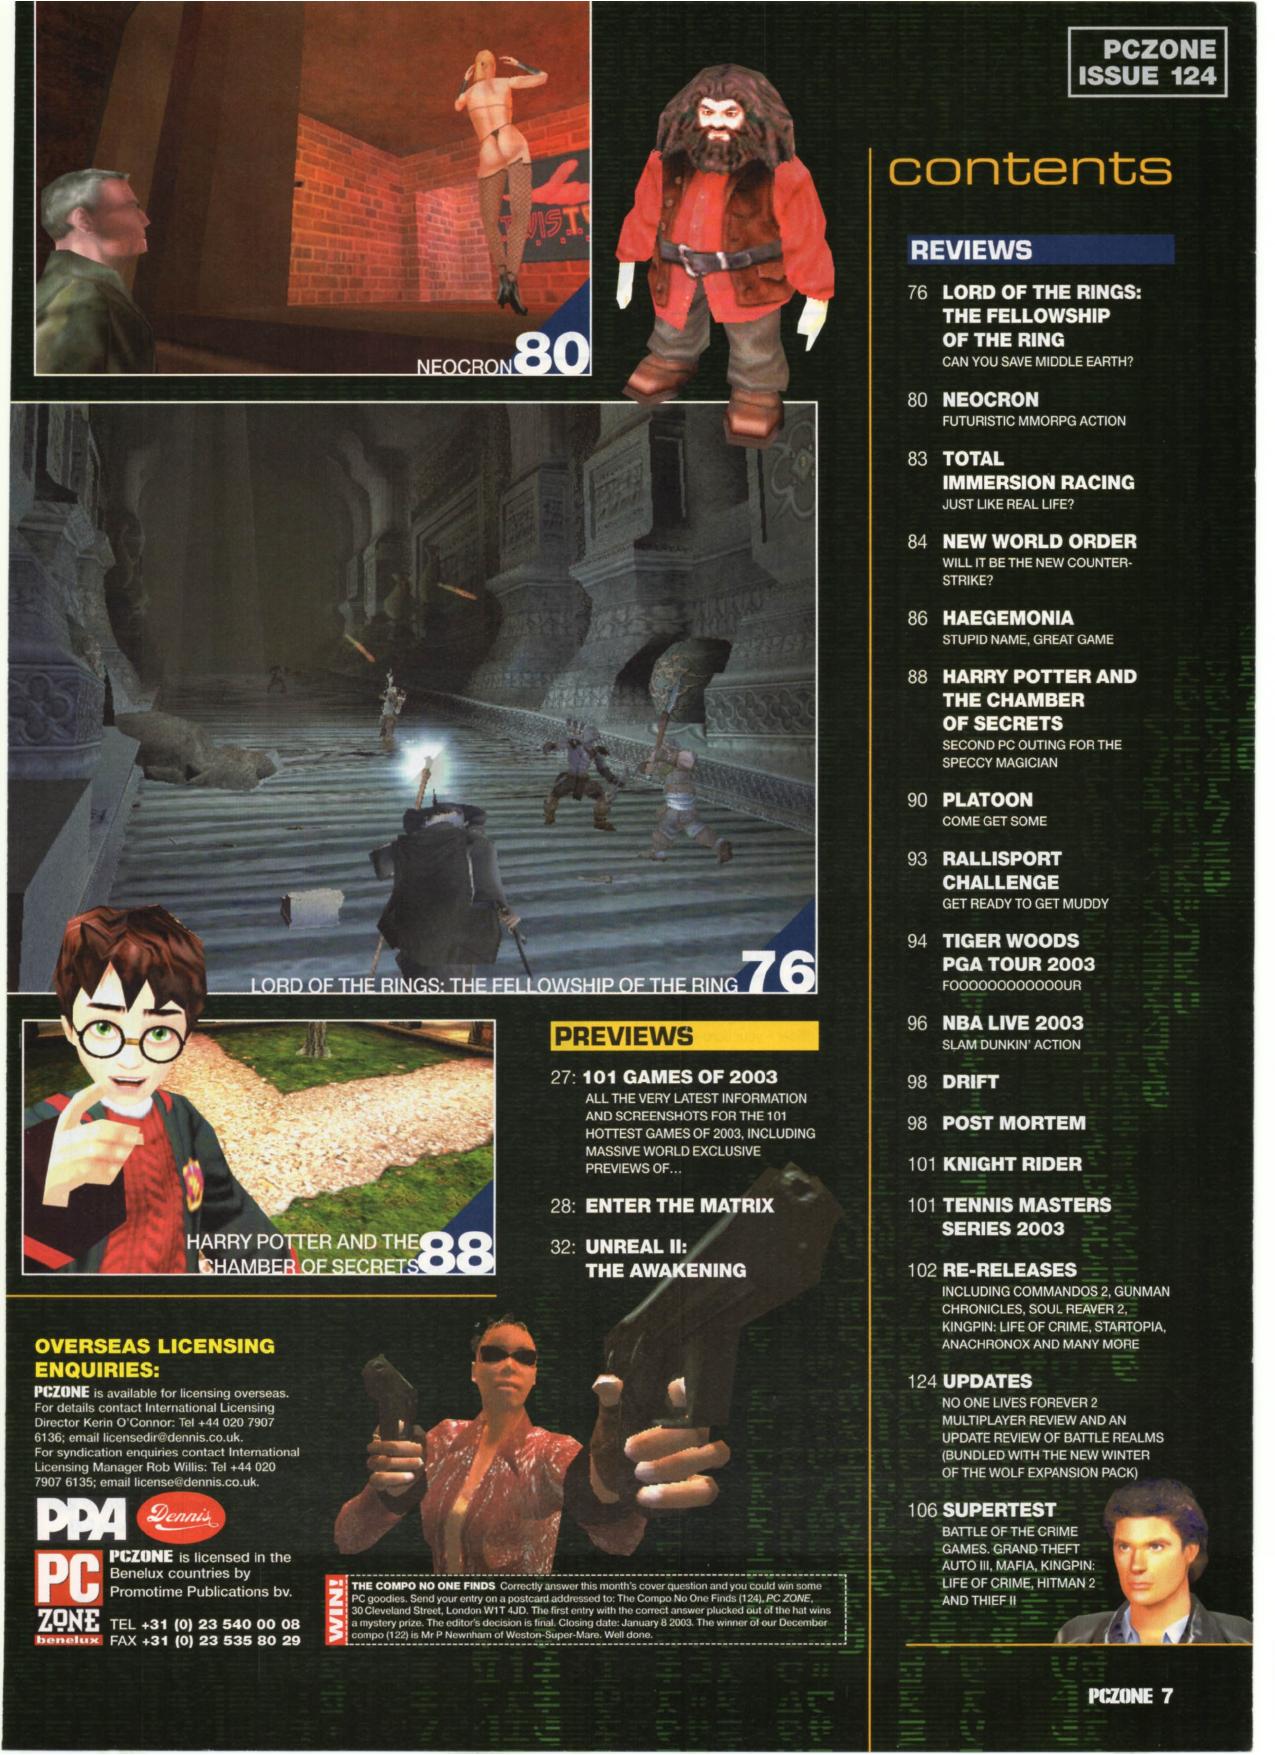 PCZONE
ISSUE 124
contents
NEOCRON 80
LORD OF THE RINGS: THE FELLOWSHIP OF THE RING 76
HARRY POTTER AND THE
CHAMBER OF SECRETS 88
PREVIEWS
27: 101 GAMES OF 2003
ALL THE VERY LATEST INFORMATION
AND SCREENSHOTS FOR THE 101
HOTTEST GAMES OF 2003, INCLUDING
MASSIVE WORLD EXCLUSIVE
PREVIEWS OF...
28: ENTER THE MATRIX
32: UNREAL II:
THE AWAKENING
OVERSEAS LICENSING
ENQUIRIES:
PCZONE is available for licensing overseas.
For details contact International Licensing
Director Kerin O'Connor: Tel +44 020 7907
6136; email licensedir@dennis.co.uk.
For syndication enquiries contact International
Licensing Manager Rob Willis: Tel +44 020
7907 6135; email license@dennis.co.uk.
PPA
Dennis
PC
ZONE
benelux
PCZONE is licensed in the
Benelux countries by
Promotime Publications bv.
TEL +31 (0) 23 540 00 08
FAX +31 (0) 23 535 80 29
WIN!
THE COMPO NO ONE FINDS Correctly answer this month's cover question and you could win some
PC goodies. Send your entry on a postcard addressed to: The Compo No One Finds (124), PC ZONE,
30 Cleveland Street, London W1T 4JD. The first entry with the correct answer plucked out of the hat wins
a mystery prize. The editor's decision is final. Closing date: January 8 2003. The winner of our December
compo (122) is Mr P Newnham of Weston-Super-Mare. Well done.
REVIEWS
76 LORD OF THE RINGS:
THE FELLOWSHIP
OF THE RING
CAN YOU SAVE MIDDLE EARTH?
80 NEOCRON
FUTURISTIC MMORPG ACTION
83 TOTAL
IMMERSION RACING
JUST LIKE REAL LIFE?
84 NEW WORLD ORDER
WILL IT BE THE NEW COUNTER-
STRIKE?
86 HAEGEMONIA
STUPID NAME, GREAT GAME
88 HARRY POTTER AND
THE CHAMBER
OF SECRETS
SECOND PC OUTING FOR THE
SPECCY MAGICIAN
90 PLATOON
COME GET SOME
93 RALLISPORT
CHALLENGE
GET READY TO GET MUDDY
94 TIGER WOODS
PGA TOUR 2003
FOOOOOOOOOOOOUR
96 NBA LIVE 2003
SLAM DUNKIN' ACTION
98 DRIFT
98 POST MORTEM
101 KNIGHT RIDER
101 TENNIS MASTERS
SERIES 2003
102 RE-RELEASES
INCLUDING COMMANDOS 2, GUNMAN
CHRONICLES, SOUL REAVER 2,
KINGPIN: LIFE OF CRIME, STARTOPIA,
ANACHRONOX AND MANY MORE
124 UPDATES
NO ONE LIVES FOREVER 2
MULTIPLAYER REVIEW AND AN
UPDATE REVIEW OF BATTLE REALMS
(BUNDLED WITH THE NEW WINTER
OF THE WOLF EXPANSION PACK)
106 SUPERTEST
BATTLE OF THE CRIME
GAMES. GRAND THEFT
AUTO III, MAFIA, KINGPIN:
LIFE OF CRIME, HITMAN 2
AND THIEF II
PCZONE 7